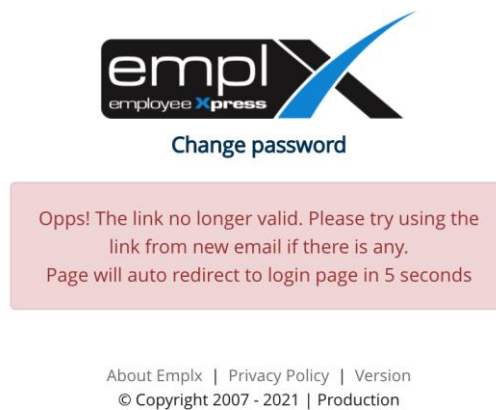 empl X
employee Xpress
Change password
Opps! The link no longer valid. Please try using the
link from new email if there is any.
Page will auto redirect to login page in 5 seconds
About Emplx | Privacy Policy | Version
© Copyright 2007 - 2021 | Production